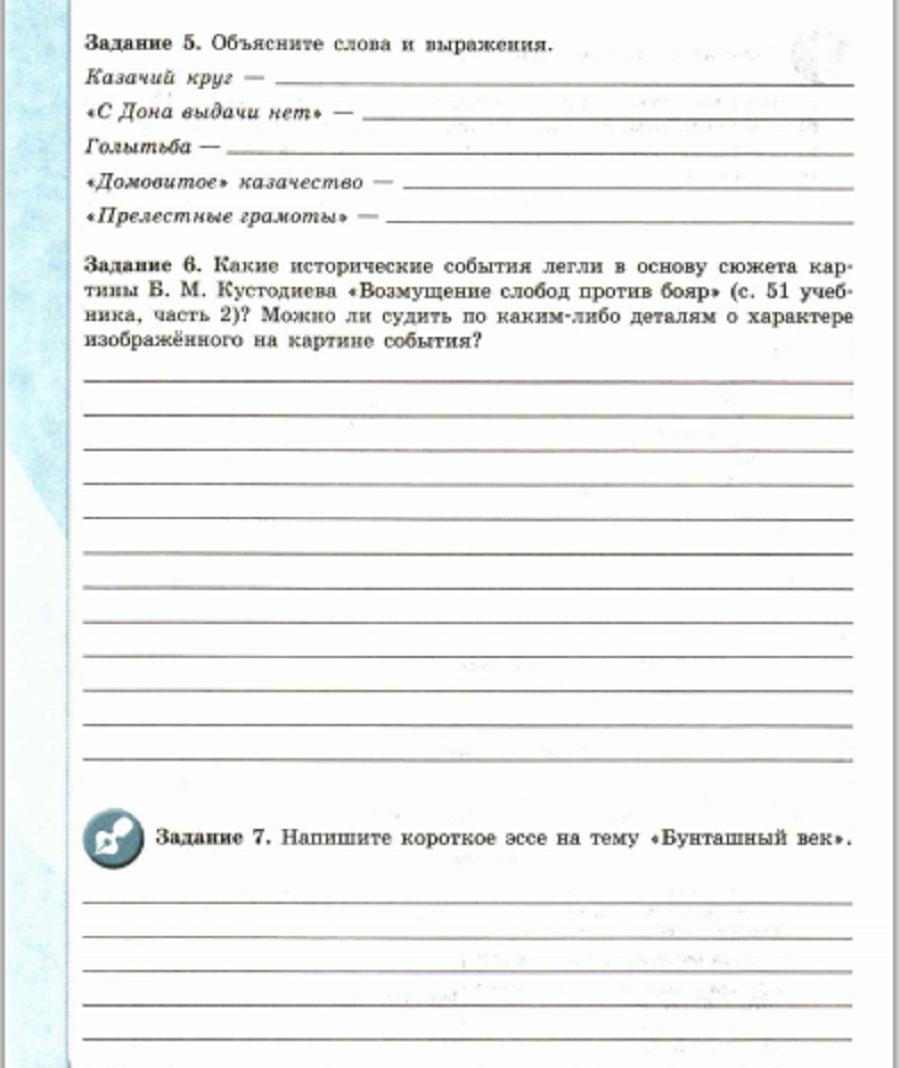 Задание 5. Объясните слова и выражения.
Казачий круг —
«С Дона выдачи нет» —
Голытьба —
«Домовитое» казачество —
«Прелестные грамоты» —
Задание 6. Какие исторические события легли в основу сюжета кар-
тины Б. М. Кустодиева «Возмущение слобод против бояр» (с. 51 учеб-
ника, часть 2)? Можно ли судить по каким-либо деталям о характере
изображённого на картине события?
Задание 7. Напишите короткое эссе на тему «Бунташный век».